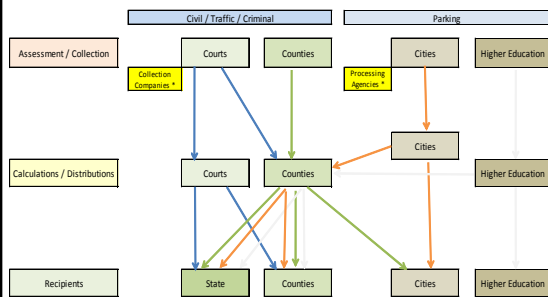 Civil / Traffic / Criminal
Parking
Assessment / Collection
Courts
Counties
Cities
Higher Education
Collection
Companies *
Processing
Agencies *
Cities
Calculations / Distributions
Courts
Counties
Higher Education
Recipients
State
Counties
Cities
Higher Education